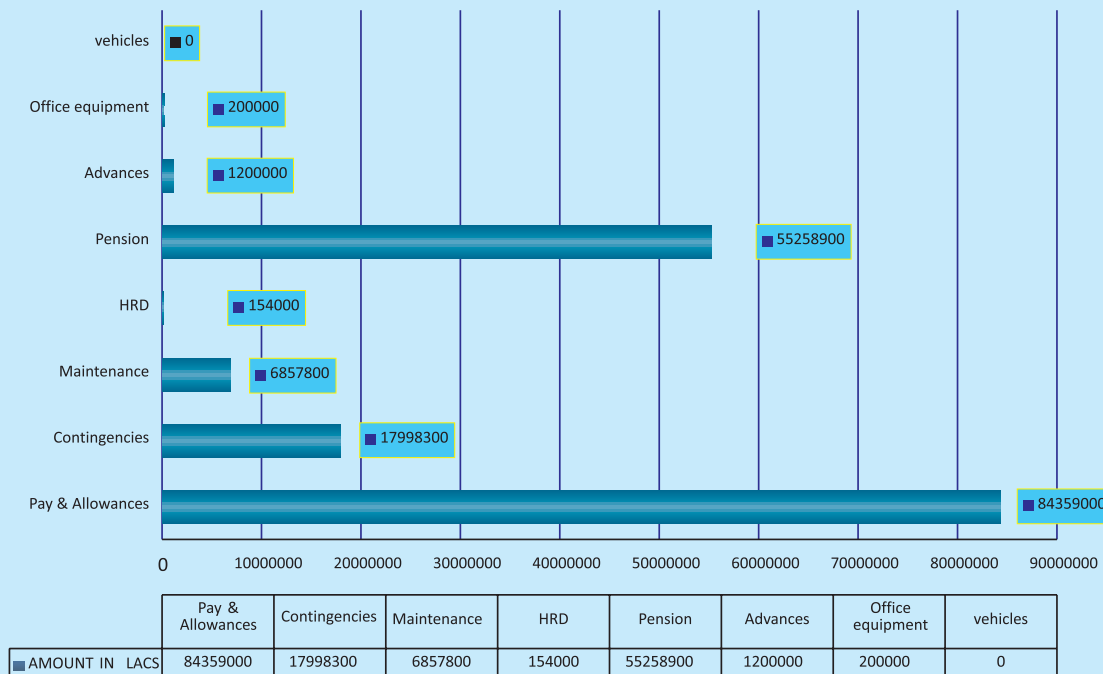 vehicles 0
Office equipment 200000
Advances 1200000
Pension 55258900
HRD 154000
Maintenance 6857800
Contingencies 17998300
Pay & Allowances 84359000
0 10000000 20000000 30000000 40000000 50000000 60000000 70000000 80000000 90000000
Pay & Allowances Contingencies Maintenance HRD Pension Advances Office equipment vehicles
AMOUNT IN LACS 84359000 17998300 6857800 154000 55258900 1200000 200000 0